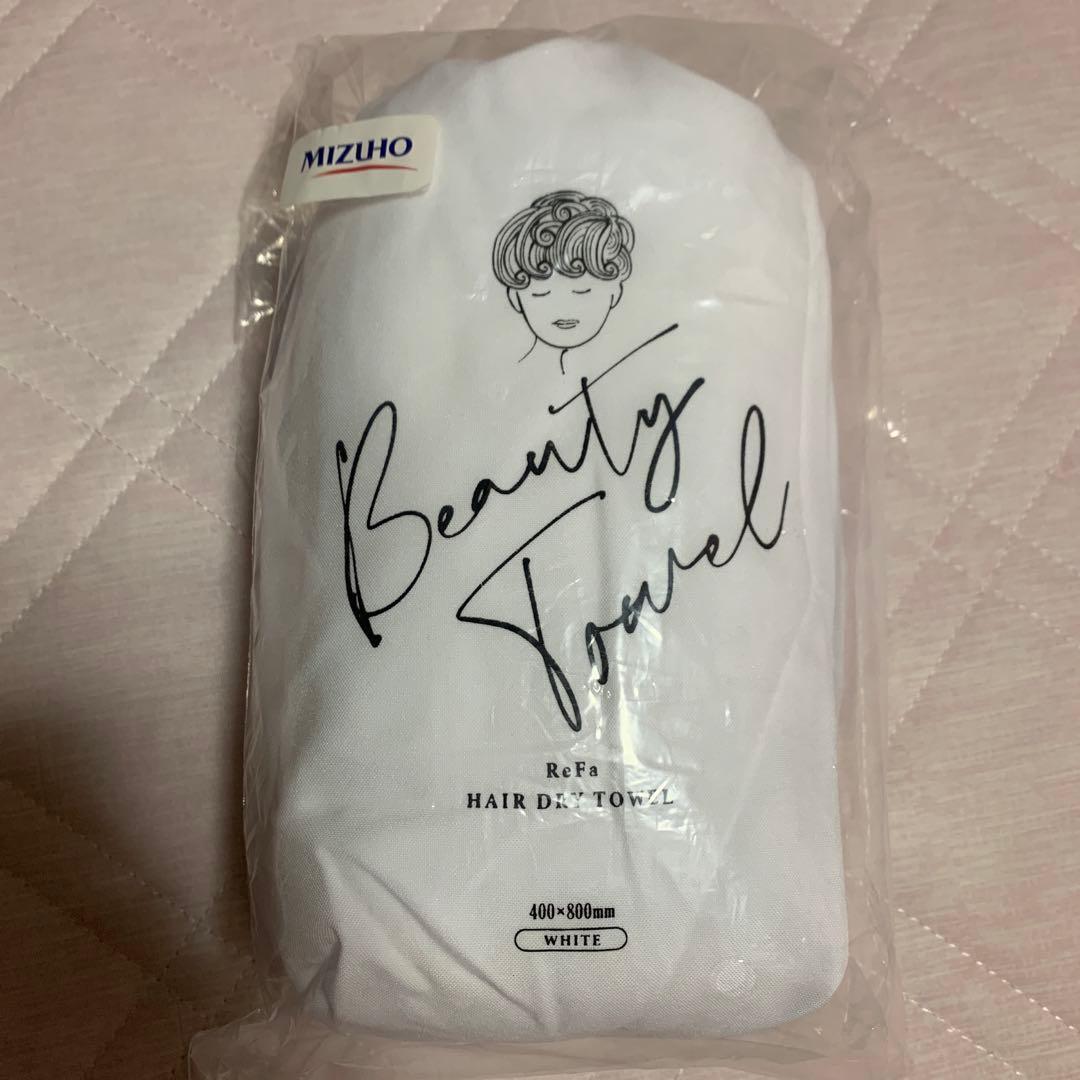 MIZUHO
Beauty
Towel
ReFa
HAIR DRY TOWEL
400×800mm
WHITE